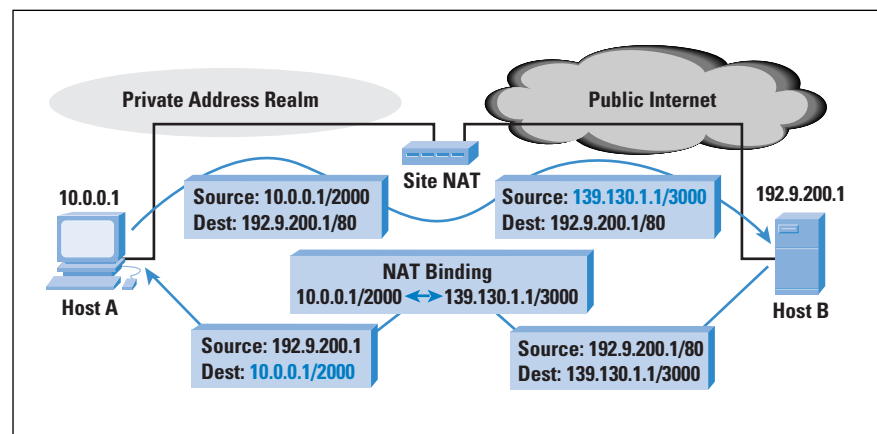 Private Address Realm
Public Internet
Site NAT
10.0.0.1
Source: 10.0.0.1/2000
Dest: 192.9.200.1/80
Source: 139.130.1.1/3000
Dest: 192.9.200.1/80
192.9.200.1
NAT Binding
10.0.0.1/2000 139.130.1.1/3000
Host A
Host B
Source: 192.9.200.1
Dest: 10.0.0.1/2000
Source: 192.9.200.1/80
Dest: 139.130.1.1/3000